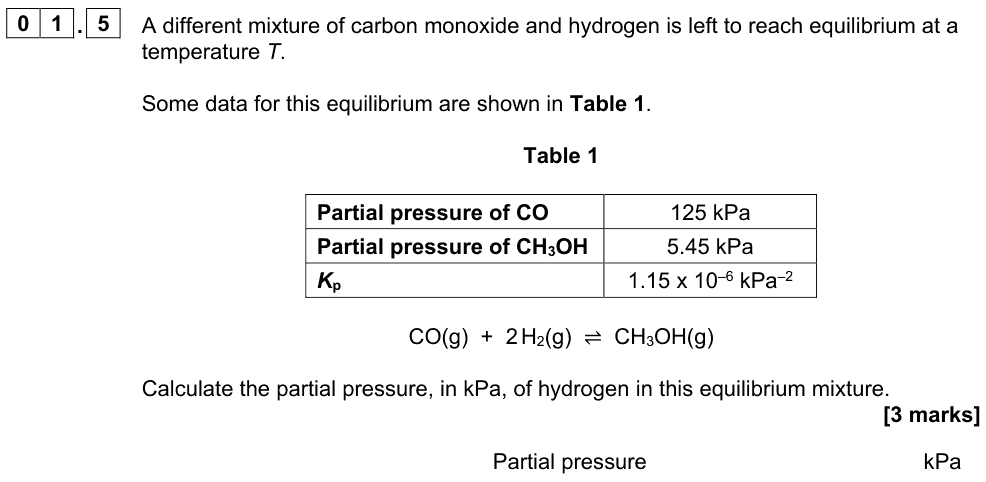 0 1 . 5 A different mixture of carbon monoxide and hydrogen is left to reach equilibrium at a
temperature T.
Some data for this equilibrium are shown in Table 1.
Table 1
Partial pressure of CO 125 kPa
Partial pressure of CH₃OH 5.45 kPa
Kₚ 1.15 x 10⁻⁶ kPa⁻²
CO(g) + 2H₂(g) ⇌ CH₃OH(g)
Calculate the partial pressure, in kPa, of hydrogen in this equilibrium mixture.
[3 marks]
Partial pressure kPa